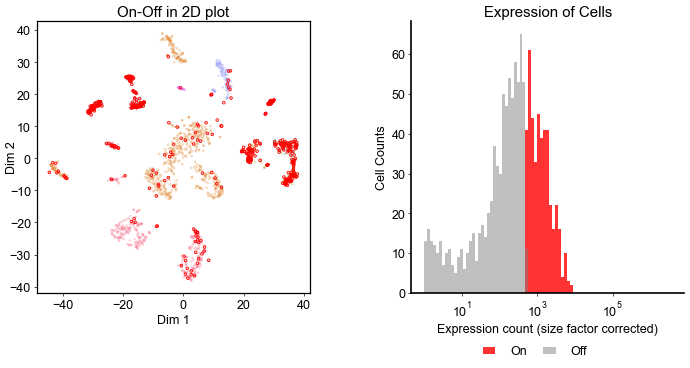 On-Off in 2D plot
Expression of Cells
Dim 2
40
30
20
10
0
−10
−20
−30
−40
−40 −20 0 20 40
Dim 1
Cell Counts
60
50
40
30
20
10
0
10^1 10^3 10^5
Expression count (size factor corrected)
On Off